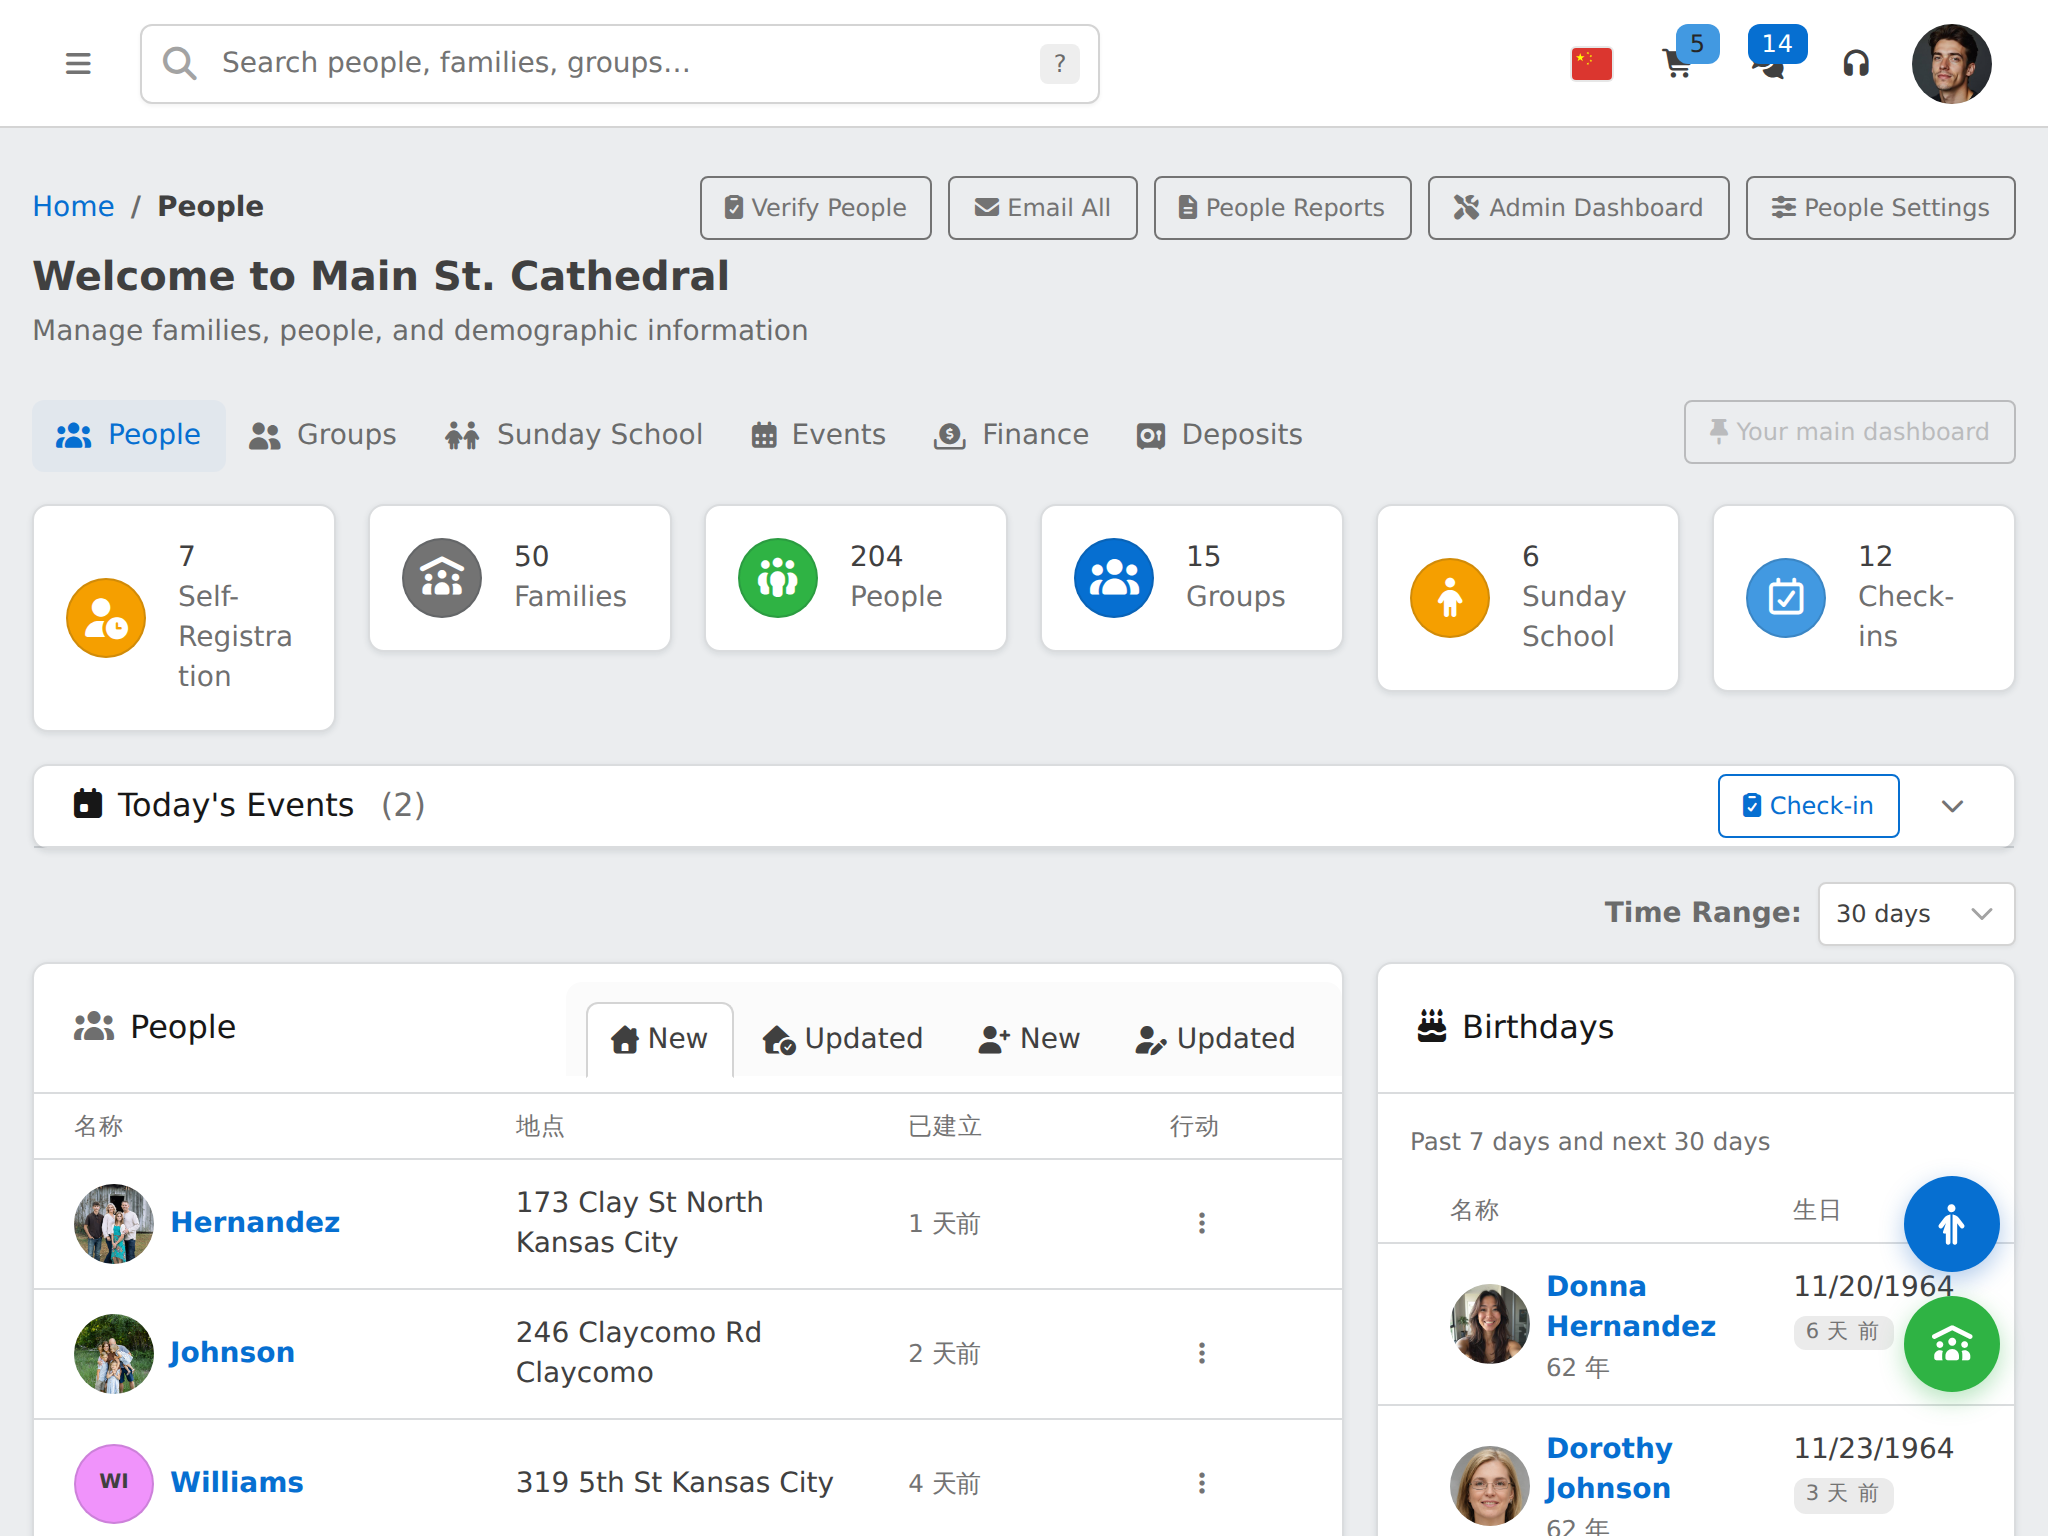 Search people, families, groups...
?
5
14
Home / People
Verify People
Email All
People Reports
Admin Dashboard
People Settings
Welcome to Main St. Cathedral
Manage families, people, and demographic information
People
Groups
Sunday School
Events
Finance
Deposits
Your main dashboard
7
Self-
Registra
tion
50
Families
204
People
15
Groups
6
Sunday
School
12
Check-
ins
Today's Events (2)
Check-in
Time Range:
30 days
People
New
Updated
New
Updated
名称
地点
已建立
行动
Hernandez
173 Clay St North
Kansas City
1 天前
Johnson
246 Claycomo Rd
Claycomo
2 天前
WI
Williams
319 5th St Kansas City
4 天前
Birthdays
Past 7 days and next 30 days
名称
生日
Donna
Hernandez
62 年
11/20/1964
6 天 前
Dorothy
Johnson
62 年
11/23/1964
3 天 前